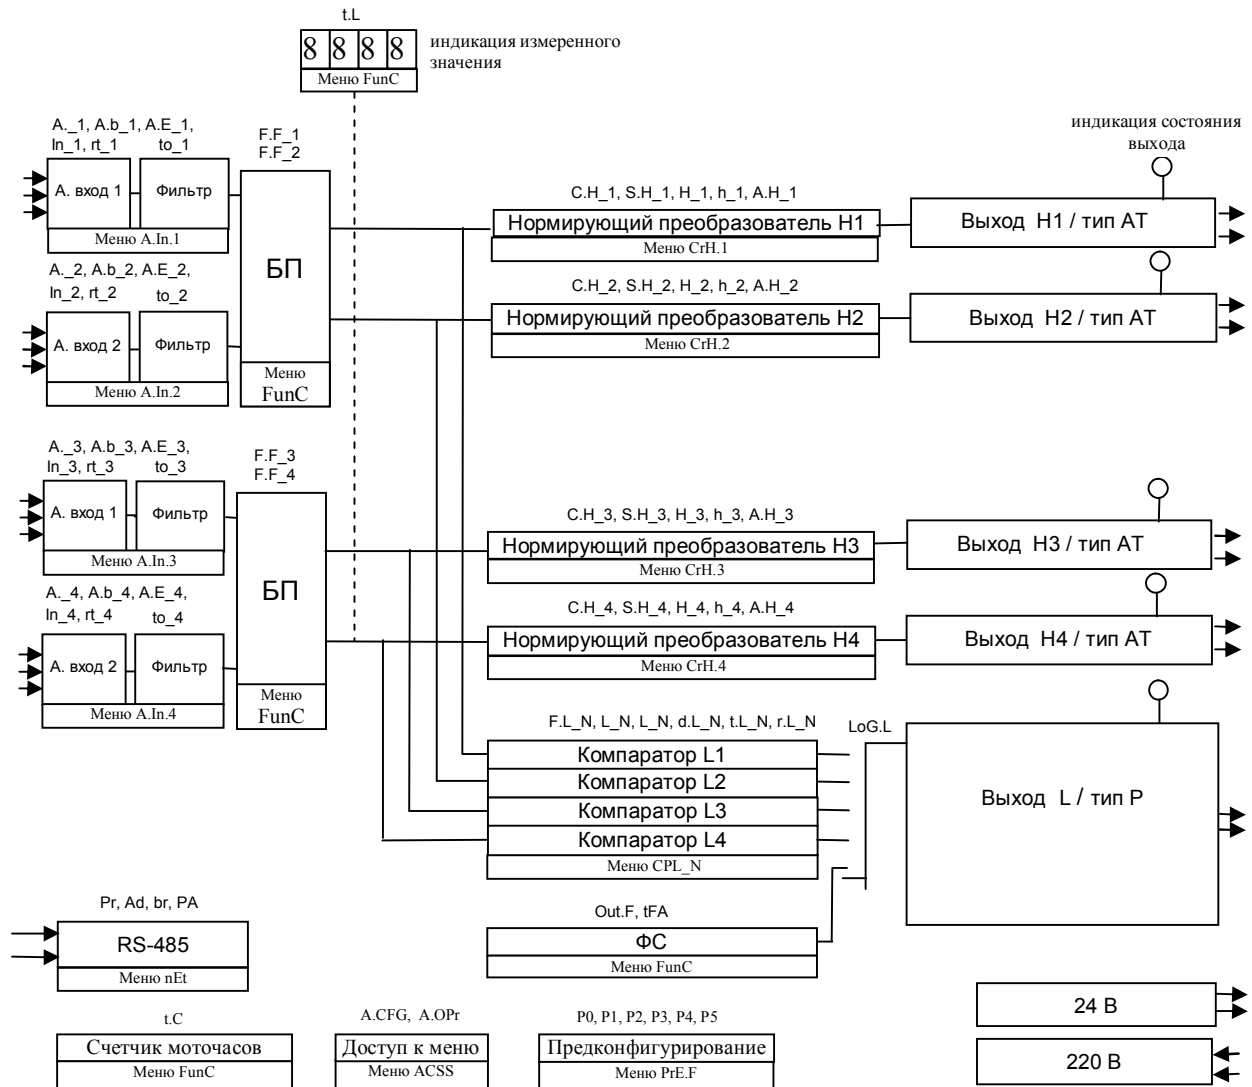 t.L
8 8 8 8
индикация измеренного
значения
Меню FunC
A._1, A.b_1, A.E_1,
In_1, rt_1 to_1
А. вход 1
Фильтр
Меню A.In.1
A._2, A.b_2, A.E_2,
In_2, rt_2 to_2
А. вход 2
Фильтр
Меню A.In.2
F.F_1
F.F_2
БП
Меню
FunC
индикация состояния
выхода
C.H_1, S.H_1, H_1, h_1, A.H_1
Нормирующий преобразователь Н1
Меню CrH.1
Выход Н1 / тип АТ
C.H_2, S.H_2, H_2, h_2, A.H_2
Нормирующий преобразователь Н2
Меню CrH.2
Выход Н2 / тип АТ
A._3, A.b_3, A.E_3,
In_3, rt_3 to_3
А. вход 1
Фильтр
Меню A.In.3
A._4, A.b_4, A.E_4,
In_4, rt_4 to_4
А. вход 2
Фильтр
Меню A.In.4
F.F_3
F.F_4
БП
Меню
FunC
C.H_3, S.H_3, H_3, h_3, A.H_3
Нормирующий преобразователь Н3
Меню CrH.3
Выход Н3 / тип АТ
C.H_4, S.H_4, H_4, h_4, A.H_4
Нормирующий преобразователь Н4
Меню CrH.4
Выход Н4 / тип АТ
F.L_N, L_N, L_N, d.L_N, t.L_N, r.L_N
LoG.L
Компаратор L1
Компаратор L2
Компаратор L3
Компаратор L4
Меню CPL_N
Выход L / тип Р
Out.F, tFA
ФС
Меню FunC
Pr, Ad, br, PA
RS-485
Меню nEt
t.C
Счетчик моточасов
Меню FunC
A.CFG, A.OPr
Доступ к меню
Меню ACSS
P0, P1, P2, P3, P4, P5
Предконфигурирование
Меню PrE.F
24 В
220 В